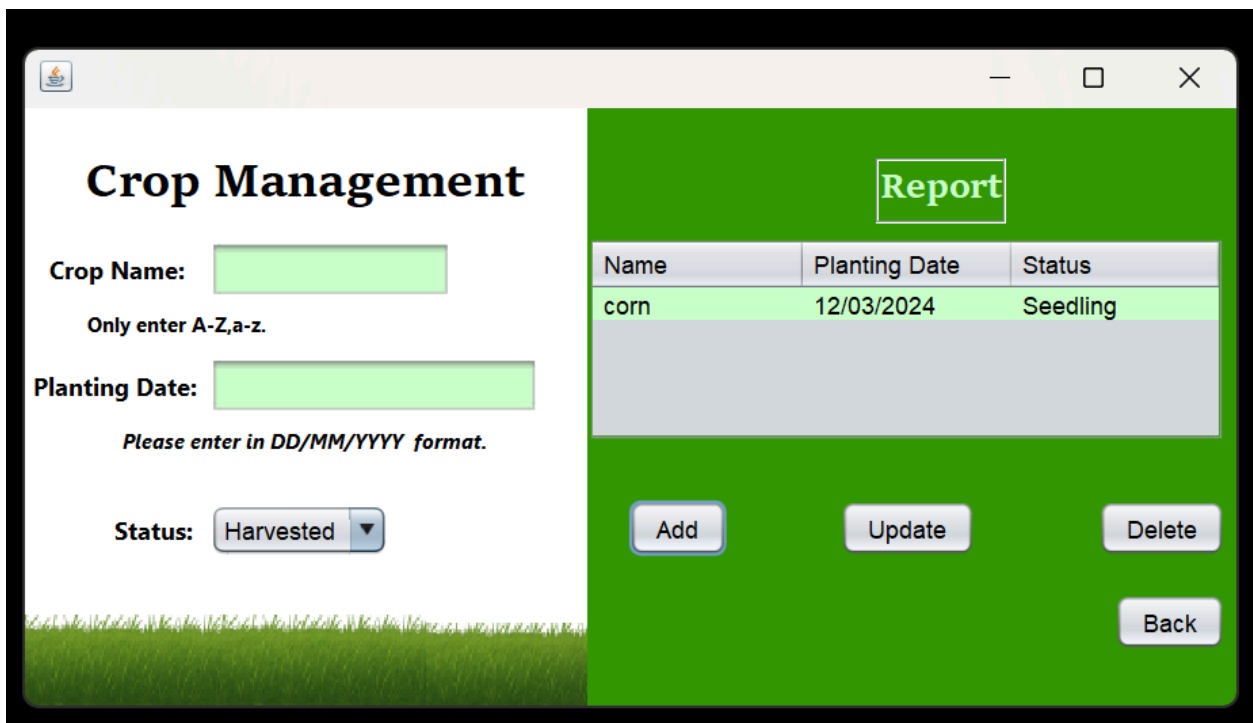 Crop Management
Crop Name:
Only enter A-Z,a-z.
Planting Date:
Please enter in DD/MM/YYYY format.
Status: Harvested
Report
Name Planting Date Status
corn 12/03/2024 Seedling
Add Update Delete
Back